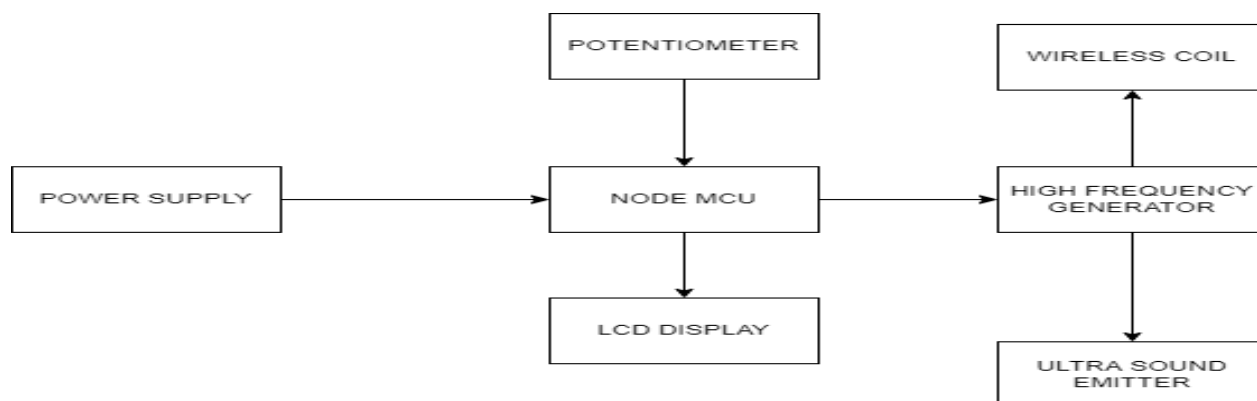 POTENTIOMETER
WIRELESS COIL
POWER SUPPLY
NODE MCU
HIGH FREQUENCY
GENERATOR
LCD DISPLAY
ULTRA SOUND
EMITTER